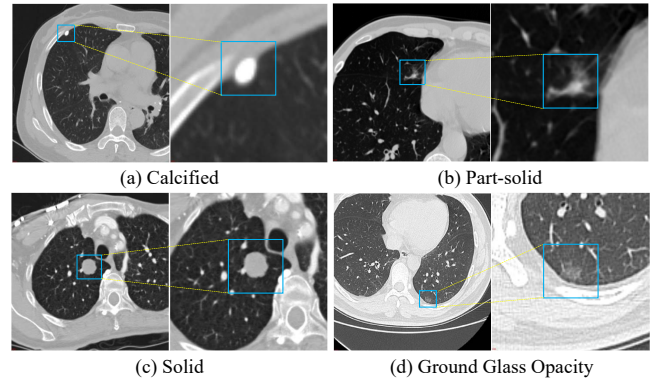 (a) Calcified
(b) Part-solid
(c) Solid
(d) Ground Glass Opacity